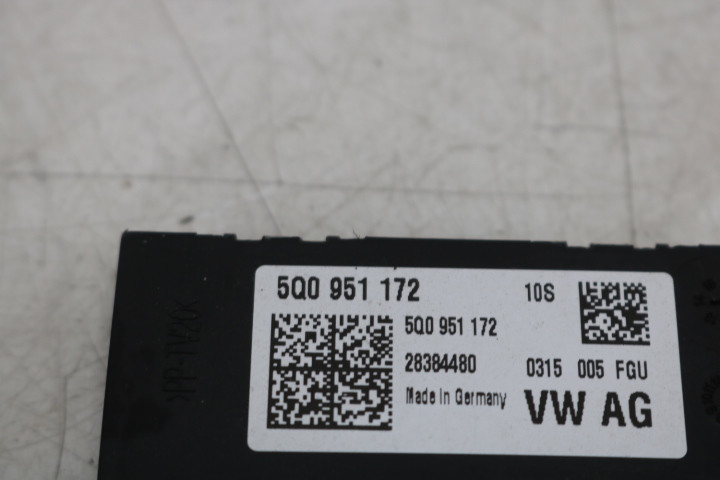 5Q0 951 172 10S
5Q0 951 172
28384480 0315 005 FGU
Made in Germany VW AG